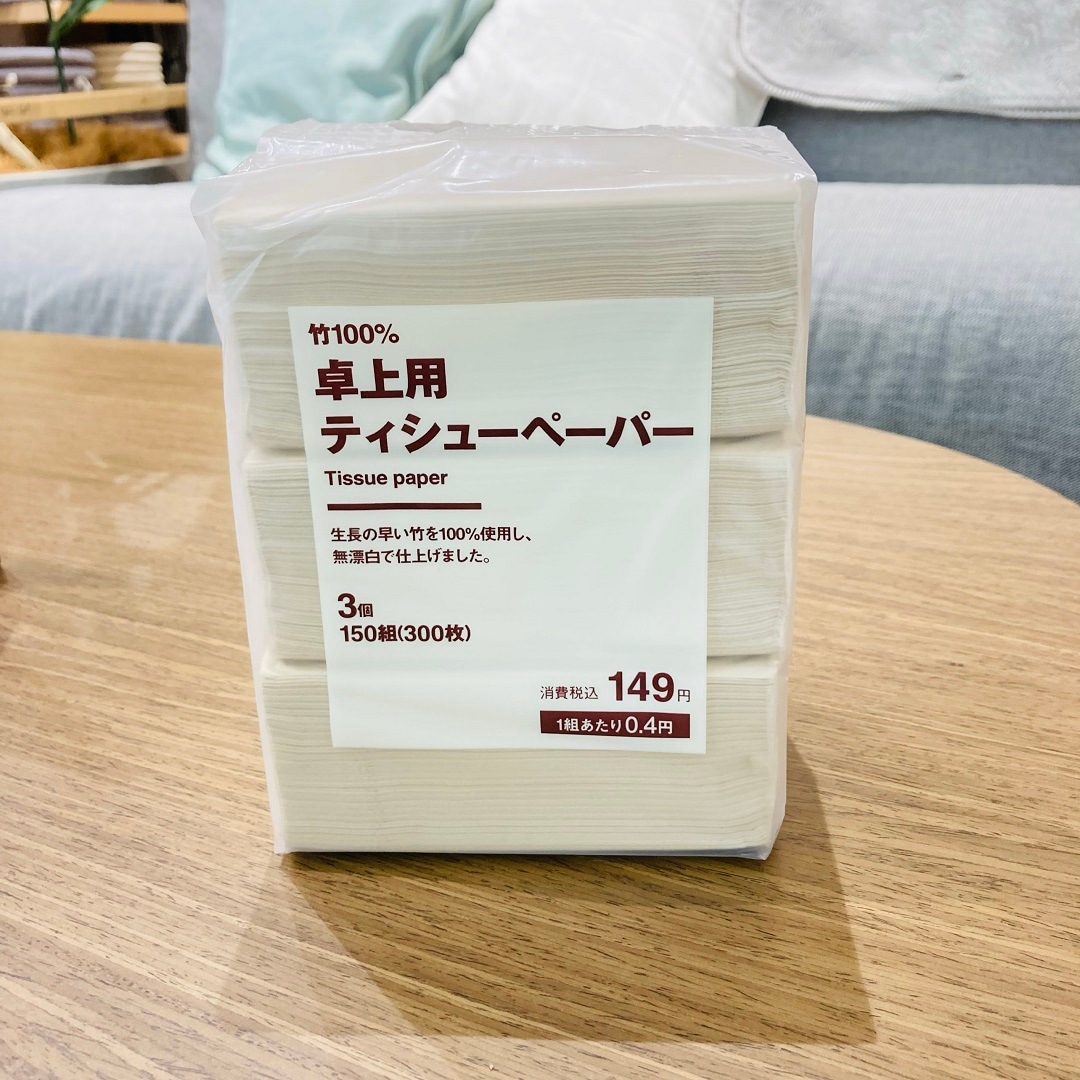 竹100%
卓上用
ティシューペーパー
Tissue paper
生長の早い竹を100%使用し、
無漂白で仕上げました。
3個
150組(300枚)
消費税込 149円
1組あたり0.4円